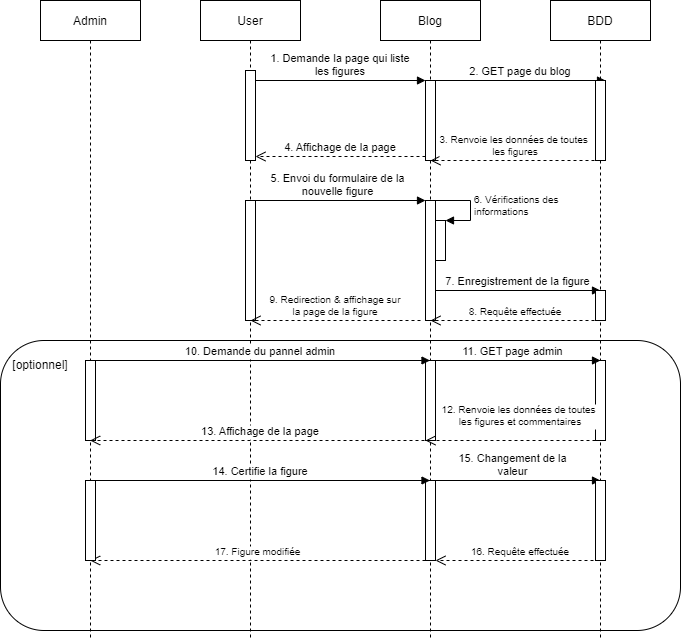 Admin
User
Blog
BDD
1. Demande la page qui liste
les figures
2. GET page du blog
3. Renvoie les données de toutes
les figures
4. Affichage de la page
5. Envoi du formulaire de la
nouvelle figure
6. Vérifications des
informations
7. Enregistrement de la figure
8. Requête effectuée
9. Redirection & affichage sur
la page de la figure
[optionnel]
10. Demande du pannel admin
11. GET page admin
12. Renvoie les données de toutes
les figures et commentaires
13. Affichage de la page
14. Certifie la figure
15. Changement de la
valeur
16. Requête effectuée
17. Figure modifiée